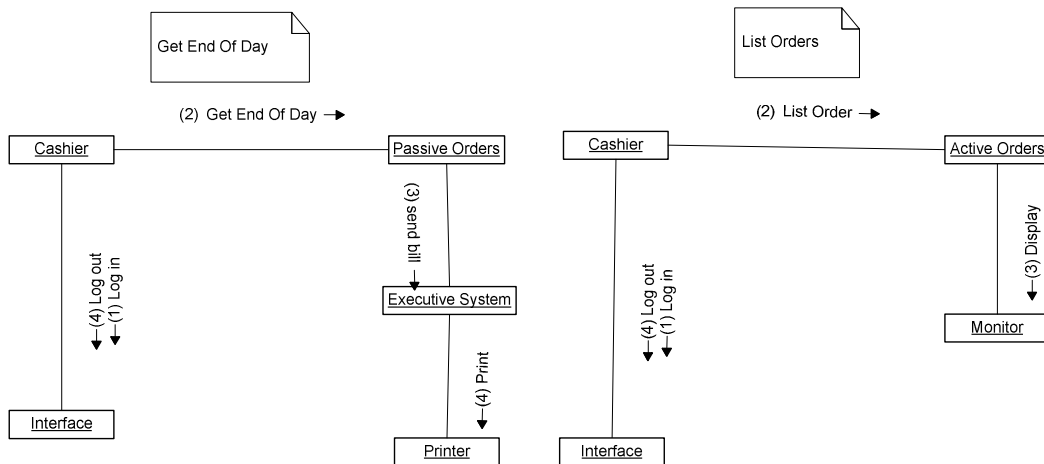 Get End Of Day
(2) Get End Of Day
Cashier
Passive Orders
(3) send bill
(4) Log out
(1) Log in
Executive System
(4) Print
Interface
Printer
List Orders
(2) List Order
Cashier
Active Orders
(4) Log out
(1) Log in
(3) Display
Monitor
Interface